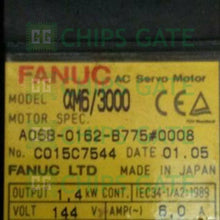 CHIPS GATE
FANUC AC Servo Motor
MODEL αM6/3000
MOTOR SPEC.
A06B-0162-B775#0008
No. C015C7544 DATE 01.05
FANUC LTD MADE IN JAPAN
OUTPUT 1.4 kW CONT. IEC34-1/A2:1989
VOLT 144 V AMP(~) 6.0 A